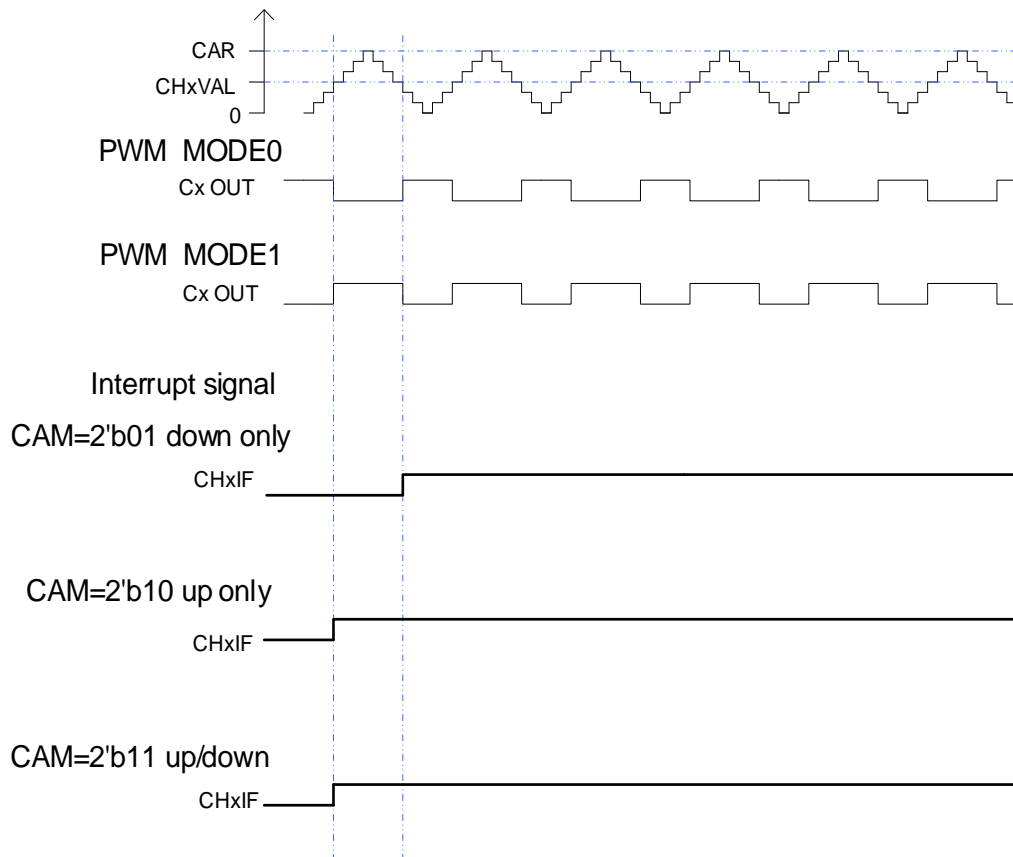 CAR
CHxVAL
0
PWM MODE0
Cx OUT
PWM MODE1
Cx OUT
Interrupt signal
CAM=2'b01 down only
CHxIF
CAM=2'b10 up only
CHxIF
CAM=2'b11 up/down
CHxIF